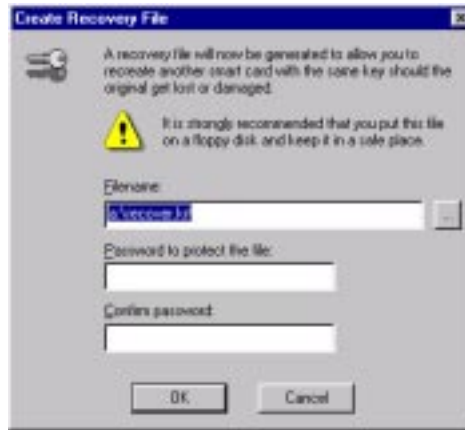 Create Recovery File
A recovery file will now be generated to allow you to
recreate another smart card with the same key should the
original get lost or damaged.
It is strongly recommended that you put this file
on a floppy disk and keep it in a safe place.
Filename:
...
Password to protect the file:
Confirm password:
OK
Cancel